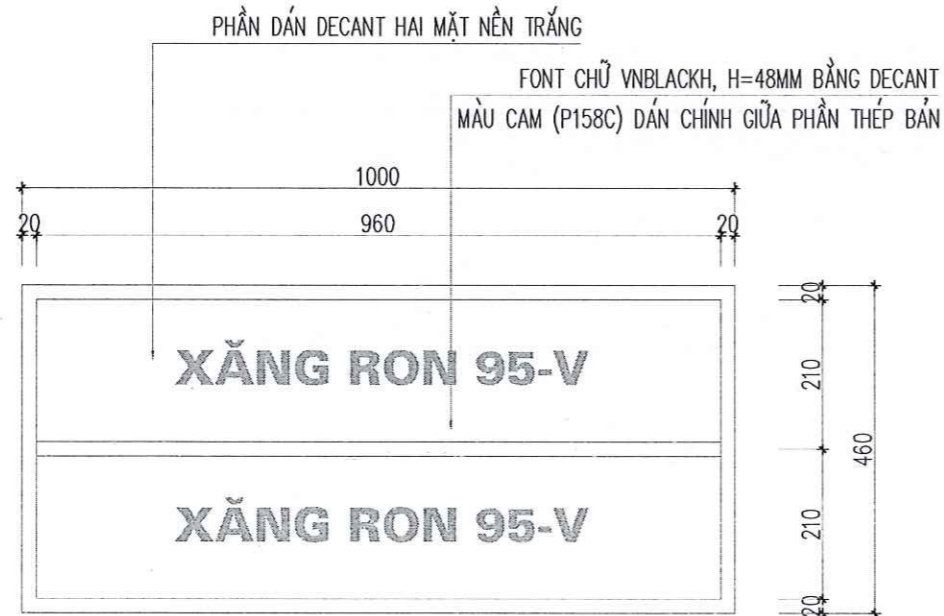 PHẦN DÁN DECANT HAI MẶT NỀN TRẮNG
FONT CHỮ VNBLACKH, H=48MM BẰNG DECANT
MÀU CAM (P158C) DÁN CHÍNH GIỮA PHẦN THÉP BẢN
1000
20 960 20
20
XĂNG RON 95-V
210
460
XĂNG RON 95-V
210
20